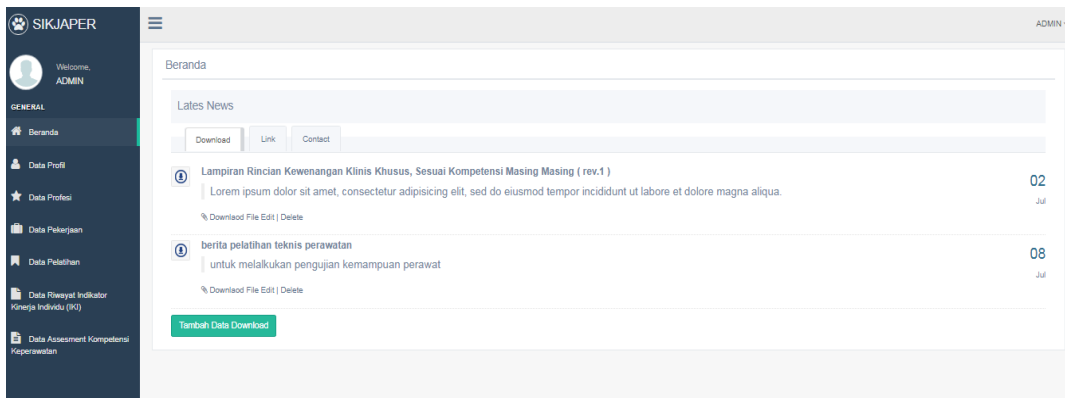 SIKJAPER
ADMIN
Welcome,
ADMIN
GENERAL
Beranda
Data Profil
Data Profesi
Data Pekerjaan
Data Pelatihan
Data Riwayat Indikator
Kinerja Individu (IKI)
Data Assesment Kompetensi
Keperawatan
Beranda
Lates News
Download Link Contact
Lampiran Rincian Kewenangan Klinis Khusus, Sesuai Kompetensi Masing Masing ( rev.1 )
Lorem ipsum dolor sit amet, consectetur adipisicing elit, sed do eiusmod tempor incididunt ut labore et dolore magna aliqua.
Downlaod File Edit | Delete
02
Jul
berita pelatihan teknis perawatan
untuk melalkukan pengujian kemampuan perawat
Downlaod File Edit | Delete
08
Jul
Tambah Data Download